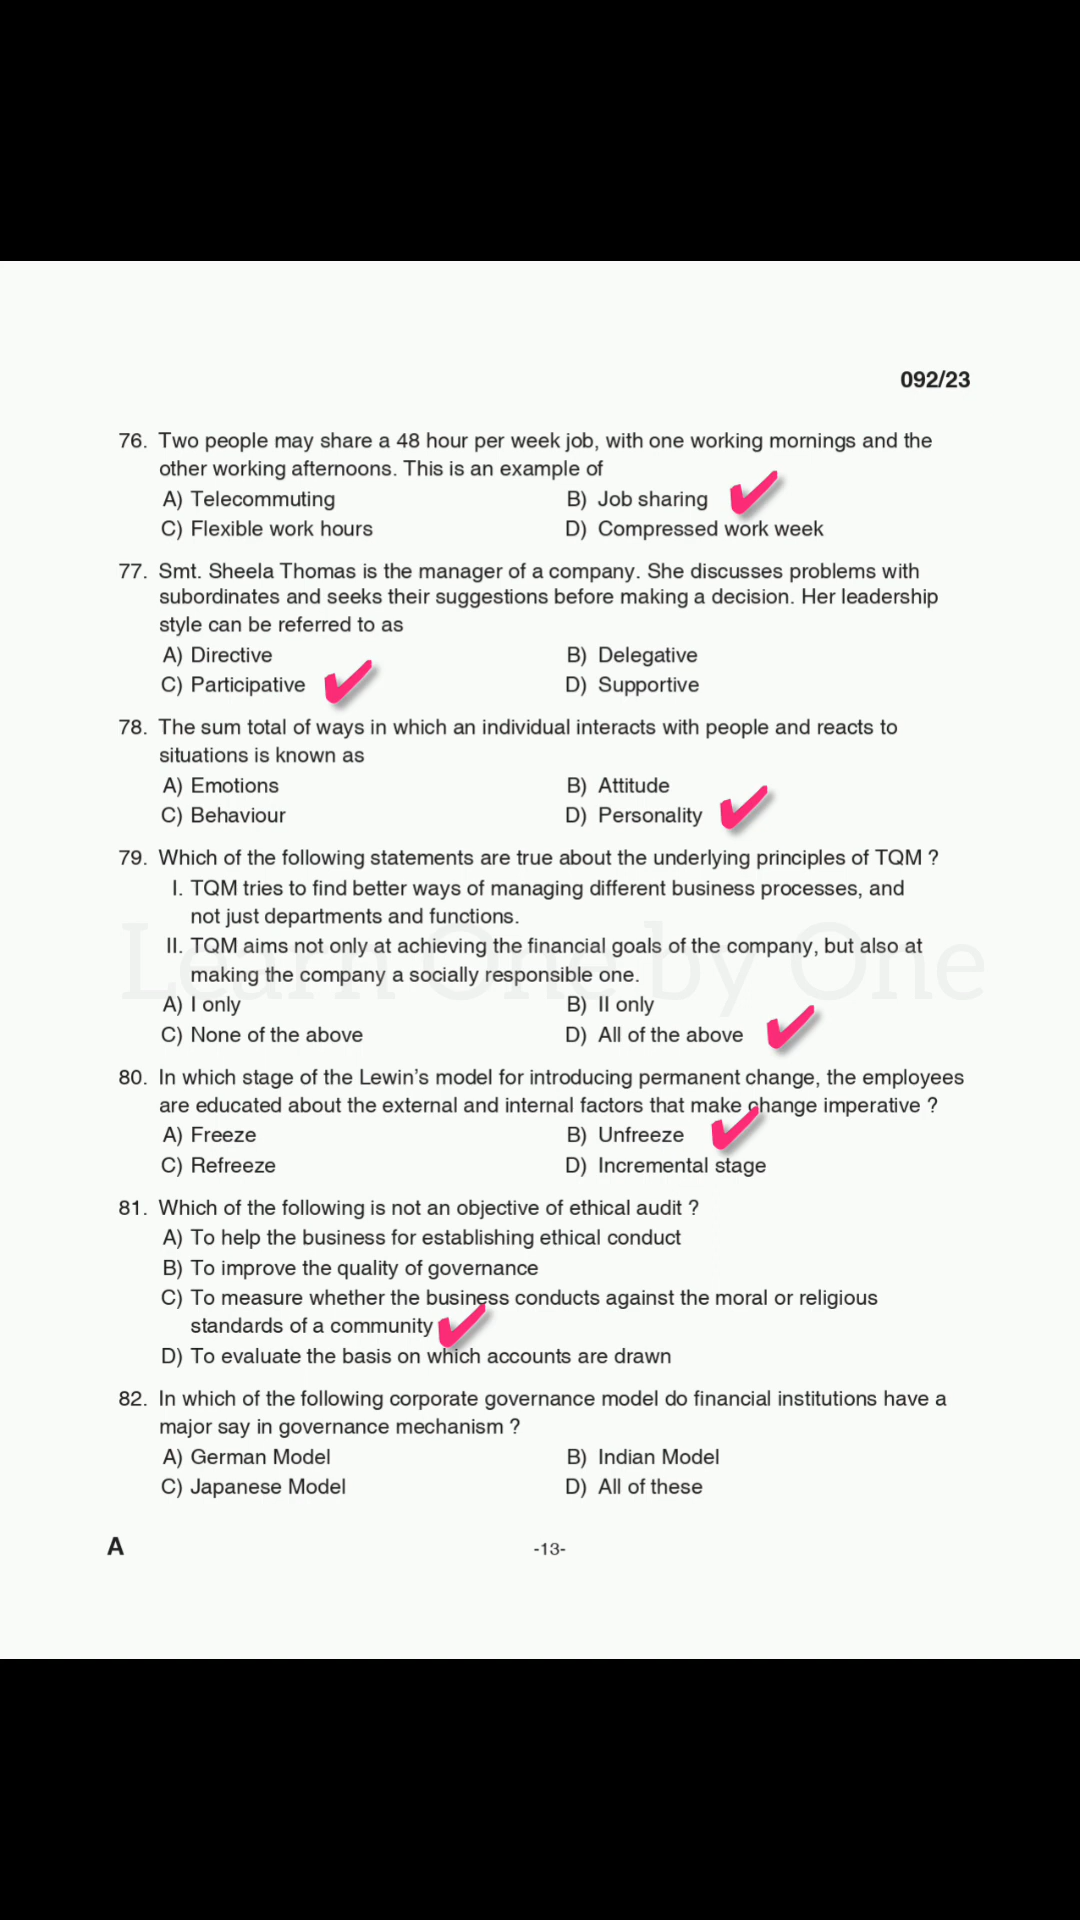 092/23
76. Two people may share a 48 hour per week job, with one working mornings and the
other working afternoons. This is an example of
A) Telecommuting B) Job sharing
C) Flexible work hours D) Compressed work week
77. Smt. Sheela Thomas is the manager of a company. She discusses problems with
subordinates and seeks their suggestions before making a decision. Her leadership
style can be referred to as
A) Directive B) Delegative
C) Participative D) Supportive
78. The sum total of ways in which an individual interacts with people and reacts to
situations is known as
A) Emotions B) Attitude
C) Behaviour D) Personality
79. Which of the following statements are true about the underlying principles of TQM ?
I. TQM tries to find better ways of managing different business processes, and
not just departments and functions.
Learn One by One
II. TQM aims not only at achieving the financial goals of the company, but also at
making the company a socially responsible one.
A) I only B) II only
C) None of the above D) All of the above
80. In which stage of the Lewin's model for introducing permanent change, the employees
are educated about the external and internal factors that make change imperative ?
A) Freeze B) Unfreeze
C) Refreeze D) Incremental stage
81. Which of the following is not an objective of ethical audit ?
A) To help the business for establishing ethical conduct
B) To improve the quality of governance
C) To measure whether the business conducts against the moral or religious
standards of a community
D) To evaluate the basis on which accounts are drawn
82. In which of the following corporate governance model do financial institutions have a
major say in governance mechanism ?
A) German Model B) Indian Model
C) Japanese Model D) All of these
A -13-